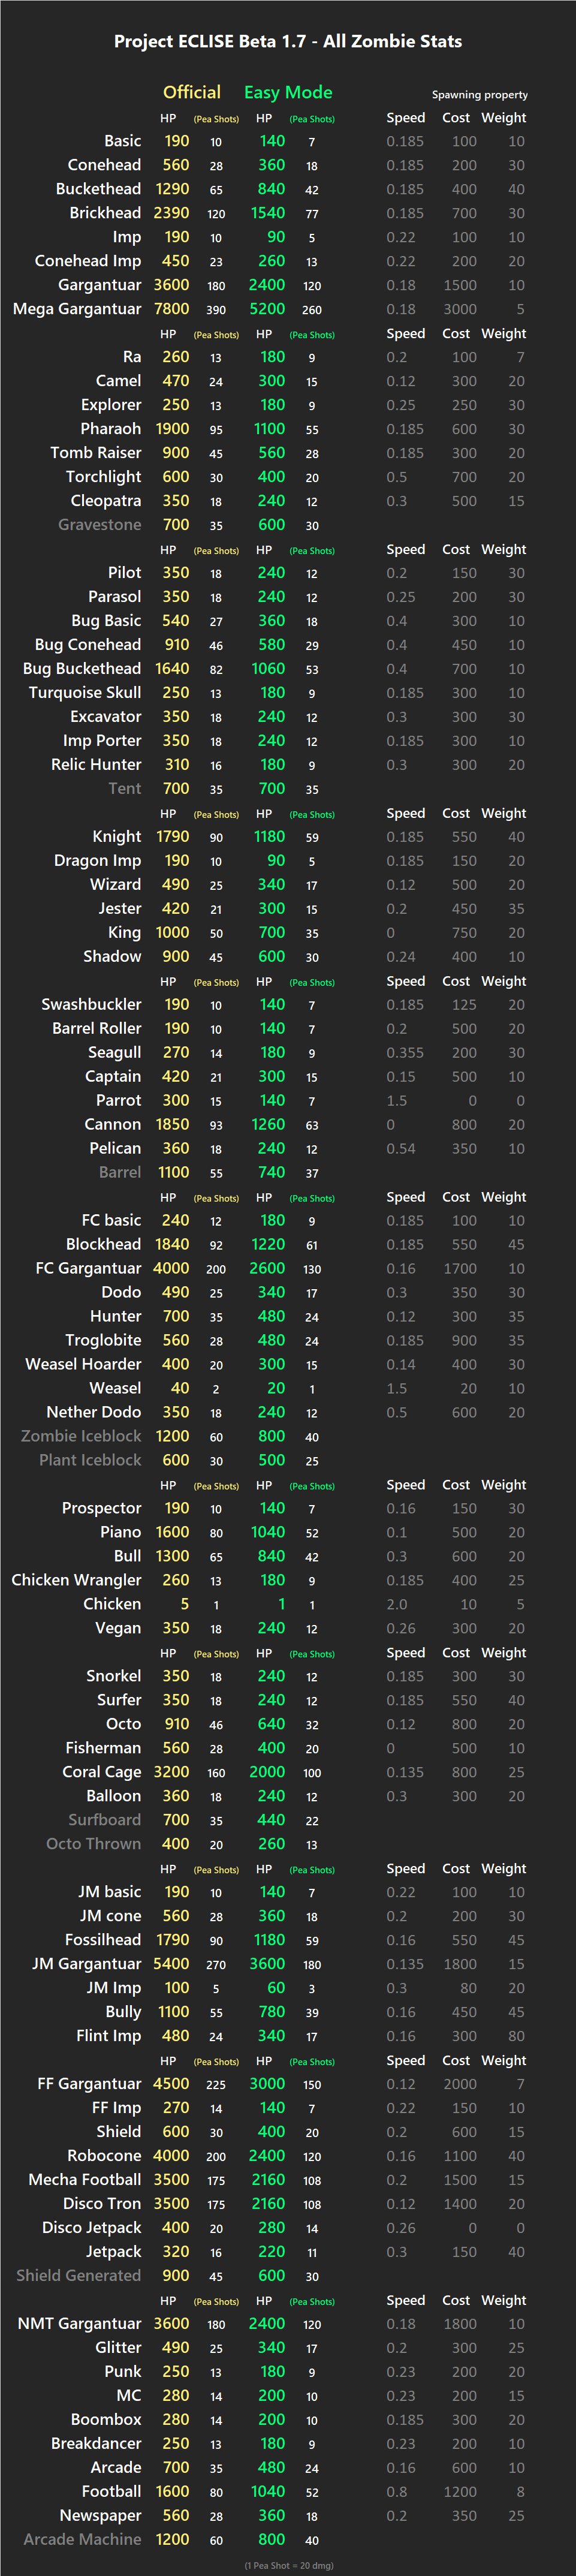 Project ECLISE Beta 1.7 - All Zombie Stats
Official Easy Mode Spawning property
HP (Pea Shots) HP (Pea Shots) Speed Cost Weight
Basic 190 10 140 7 0.185 100 10
Conehead 560 28 360 18 0.185 200 30
Buckethead 1290 65 840 42 0.185 400 40
Brickhead 2390 120 1540 77 0.185 700 30
Imp 190 10 90 5 0.22 100 10
Conehead Imp 450 23 260 13 0.22 200 20
Gargantuar 3600 180 2400 120 0.18 1500 10
Mega Gargantuar 7800 390 5200 260 0.18 3000 5
HP (Pea Shots) HP (Pea Shots) Speed Cost Weight
Ra 260 13 180 9 0.2 100 7
Camel 470 24 300 15 0.12 300 20
Explorer 250 13 180 9 0.25 250 30
Pharaoh 1900 95 1100 55 0.185 600 30
Tomb Raiser 900 45 560 28 0.185 300 20
Torchlight 600 30 400 20 0.5 700 20
Cleopatra 350 18 240 12 0.3 500 15
Gravestone 700 35 600 30
HP (Pea Shots) HP (Pea Shots) Speed Cost Weight
Pilot 350 18 240 12 0.2 150 30
Parasol 350 18 240 12 0.25 200 30
Bug Basic 540 27 360 18 0.4 300 10
Bug Conehead 910 46 580 29 0.4 450 10
Bug Buckethead 1640 82 1060 53 0.4 700 10
Turquoise Skull 250 13 180 9 0.185 300 10
Excavator 350 18 240 12 0.3 300 30
Imp Porter 350 18 240 12 0.185 300 10
Relic Hunter 310 16 180 9 0.3 300 20
Tent 700 35 700 35
HP (Pea Shots) HP (Pea Shots) Speed Cost Weight
Knight 1790 90 1180 59 0.185 550 40
Dragon Imp 190 10 90 5 0.185 150 20
Wizard 490 25 340 17 0.12 500 20
Jester 420 21 300 15 0.2 450 35
King 1000 50 700 35 0 750 20
Shadow 900 45 600 30 0.24 400 10
HP (Pea Shots) HP (Pea Shots) Speed Cost Weight
Swashbuckler 190 10 140 7 0.185 125 20
Barrel Roller 190 10 140 7 0.2 500 20
Seagull 270 14 180 9 0.355 200 30
Captain 420 21 300 15 0.15 500 10
Parrot 300 15 140 7 1.5 0 0
Cannon 1850 93 1260 63 0 800 20
Pelican 360 18 240 12 0.54 350 10
Barrel 1100 55 740 37
HP (Pea Shots) HP (Pea Shots) Speed Cost Weight
FC basic 240 12 180 9 0.185 100 10
Blockhead 1840 92 1220 61 0.185 550 45
FC Gargantuar 4000 200 2600 130 0.16 1700 10
Dodo 490 25 340 17 0.3 350 30
Hunter 700 35 480 24 0.12 300 35
Troglobite 560 28 480 24 0.185 900 35
Weasel Hoarder 400 20 300 15 0.14 400 30
Weasel 40 2 20 1 1.5 20 10
Nether Dodo 350 18 240 12 0.5 600 20
Zombie Iceblock 1200 60 800 40
Plant Iceblock 600 30 500 25
HP (Pea Shots) HP (Pea Shots) Speed Cost Weight
Prospector 190 10 140 7 0.16 150 30
Piano 1600 80 1040 52 0.1 500 20
Bull 1300 65 840 42 0.3 600 20
Chicken Wrangler 260 13 180 9 0.185 400 25
Chicken 5 1 1 1 2.0 10 5
Vegan 350 18 240 12 0.26 300 20
HP (Pea Shots) HP (Pea Shots) Speed Cost Weight
Snorkel 350 18 240 12 0.185 300 30
Surfer 350 18 240 12 0.185 550 40
Octo 910 46 640 32 0.12 800 20
Fisherman 560 28 400 20 0 500 10
Coral Cage 3200 160 2000 100 0.135 800 25
Balloon 360 18 240 12 0.3 300 20
Surfboard 700 35 440 22
Octo Thrown 400 20 260 13
HP (Pea Shots) HP (Pea Shots) Speed Cost Weight
JM basic 190 10 140 7 0.22 100 10
JM cone 560 28 360 18 0.2 200 30
Fossilhead 1790 90 1180 59 0.16 550 45
JM Gargantuar 5400 270 3600 180 0.135 1800 15
JM Imp 100 5 60 3 0.3 80 20
Bully 1100 55 780 39 0.16 450 45
Flint Imp 480 24 340 17 0.16 300 80
HP (Pea Shots) HP (Pea Shots) Speed Cost Weight
FF Gargantuar 4500 225 3000 150 0.12 2000 7
FF Imp 270 14 140 7 0.22 150 10
Shield 600 30 400 20 0.2 600 15
Robocone 4000 200 2400 120 0.16 1100 40
Mecha Football 3500 175 2160 108 0.2 1500 15
Disco Tron 3500 175 2160 108 0.12 1400 20
Disco Jetpack 400 20 280 14 0.26 0 0
Jetpack 320 16 220 11 0.3 150 40
Shield Generated 900 45 600 30
HP (Pea Shots) HP (Pea Shots) Speed Cost Weight
NMT Gargantuar 3600 180 2400 120 0.18 1800 10
Glitter 490 25 340 17 0.2 300 25
Punk 250 13 180 9 0.23 200 20
MC 280 14 200 10 0.23 200 15
Boombox 280 14 200 10 0.185 300 20
Breakdancer 250 13 180 9 0.23 200 10
Arcade 700 35 480 24 0.16 600 10
Football 1600 80 1040 52 0.8 1200 8
Newspaper 560 28 360 18 0.2 350 25
Arcade Machine 1200 60 800 40
(1 Pea Shot = 20 dmg)